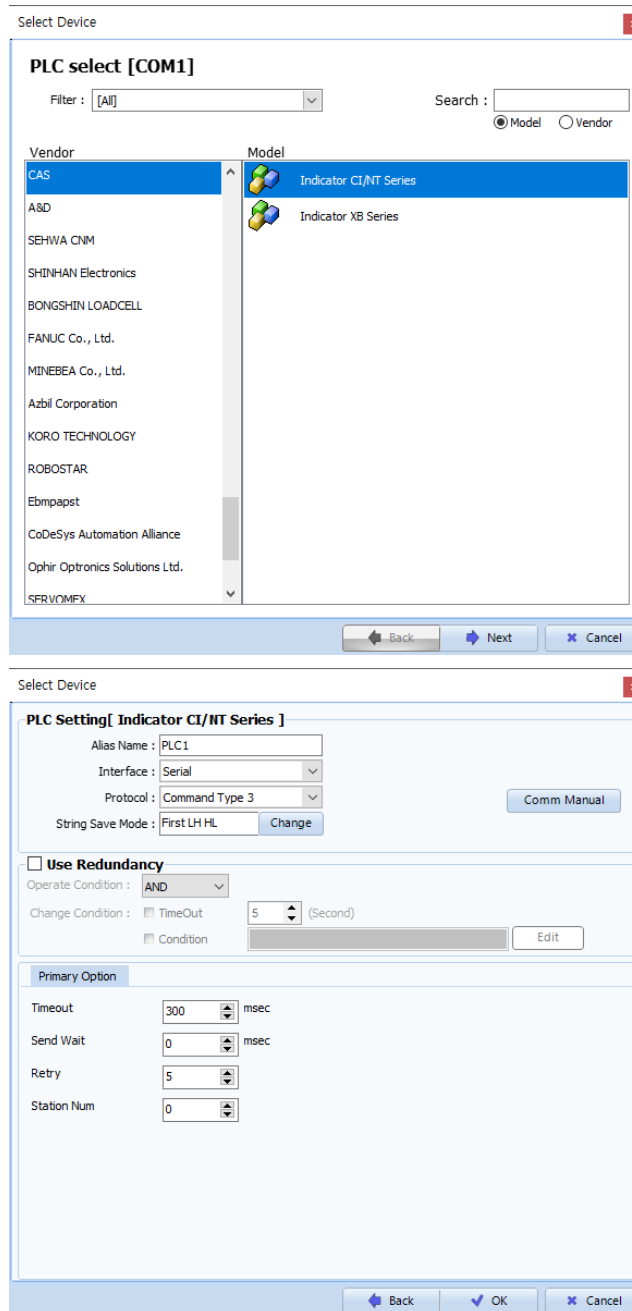 Select Device
PLC select [COM1]
Filter : [All]
Search :
Model Vendor
Vendor Model
CAS
Indicator CI/NT Series
A&D
Indicator XB Series
SEHWA CNM
SHINHAN Electronics
BONGSHIN LOADCELL
FANUC Co., Ltd.
MINEBEA Co., Ltd.
Azbil Corporation
KORO TECHNOLOGY
ROBOSTAR
Ebmpapst
CoDeSys Automation Alliance
Ophir Optronics Solutions Ltd.
SERVOMEX
Back Next Cancel
Select Device
PLC Setting[ Indicator CI/NT Series ]
Alias Name : PLC1
Interface : Serial
Protocol : Command Type 3
Comm Manual
String Save Mode : First LH HL Change
Use Redundancy
Operate Condition : AND
Change Condition : TimeOut 5 (Second)
Condition Edit
Primary Option
Timeout 300 msec
Send Wait 0 msec
Retry 5
Station Num 0
Back OK Cancel